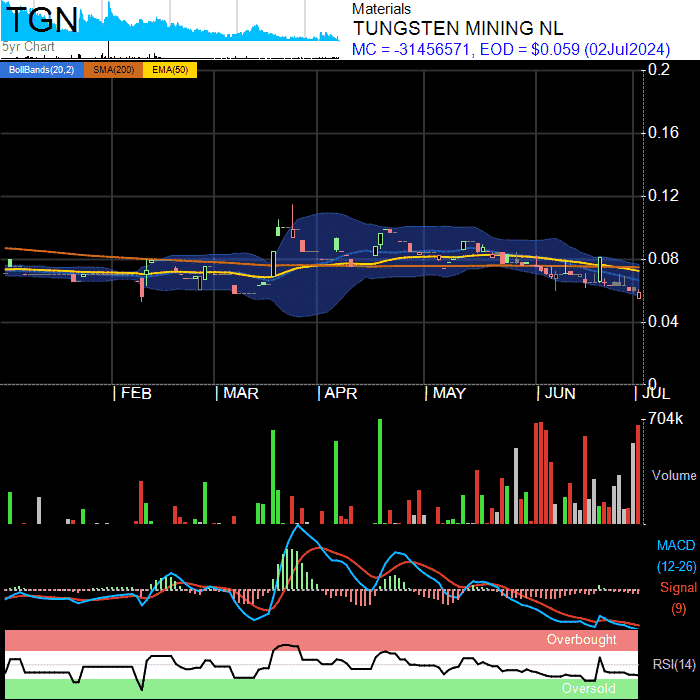 TGN
5yr Chart
Materials
TUNGSTEN MINING NL
MC = -31456571, EOD = $0.059 (02Jul2024)
BollBands(20,2) SMA(200) EMA(50)
0.2
0.16
0.12
0.08
0.04
0
FEB MAR APR MAY JUN JUL
704k
Volume
MACD
(12-26)
Signal
(9)
Overbought
RSI(14)
Oversold